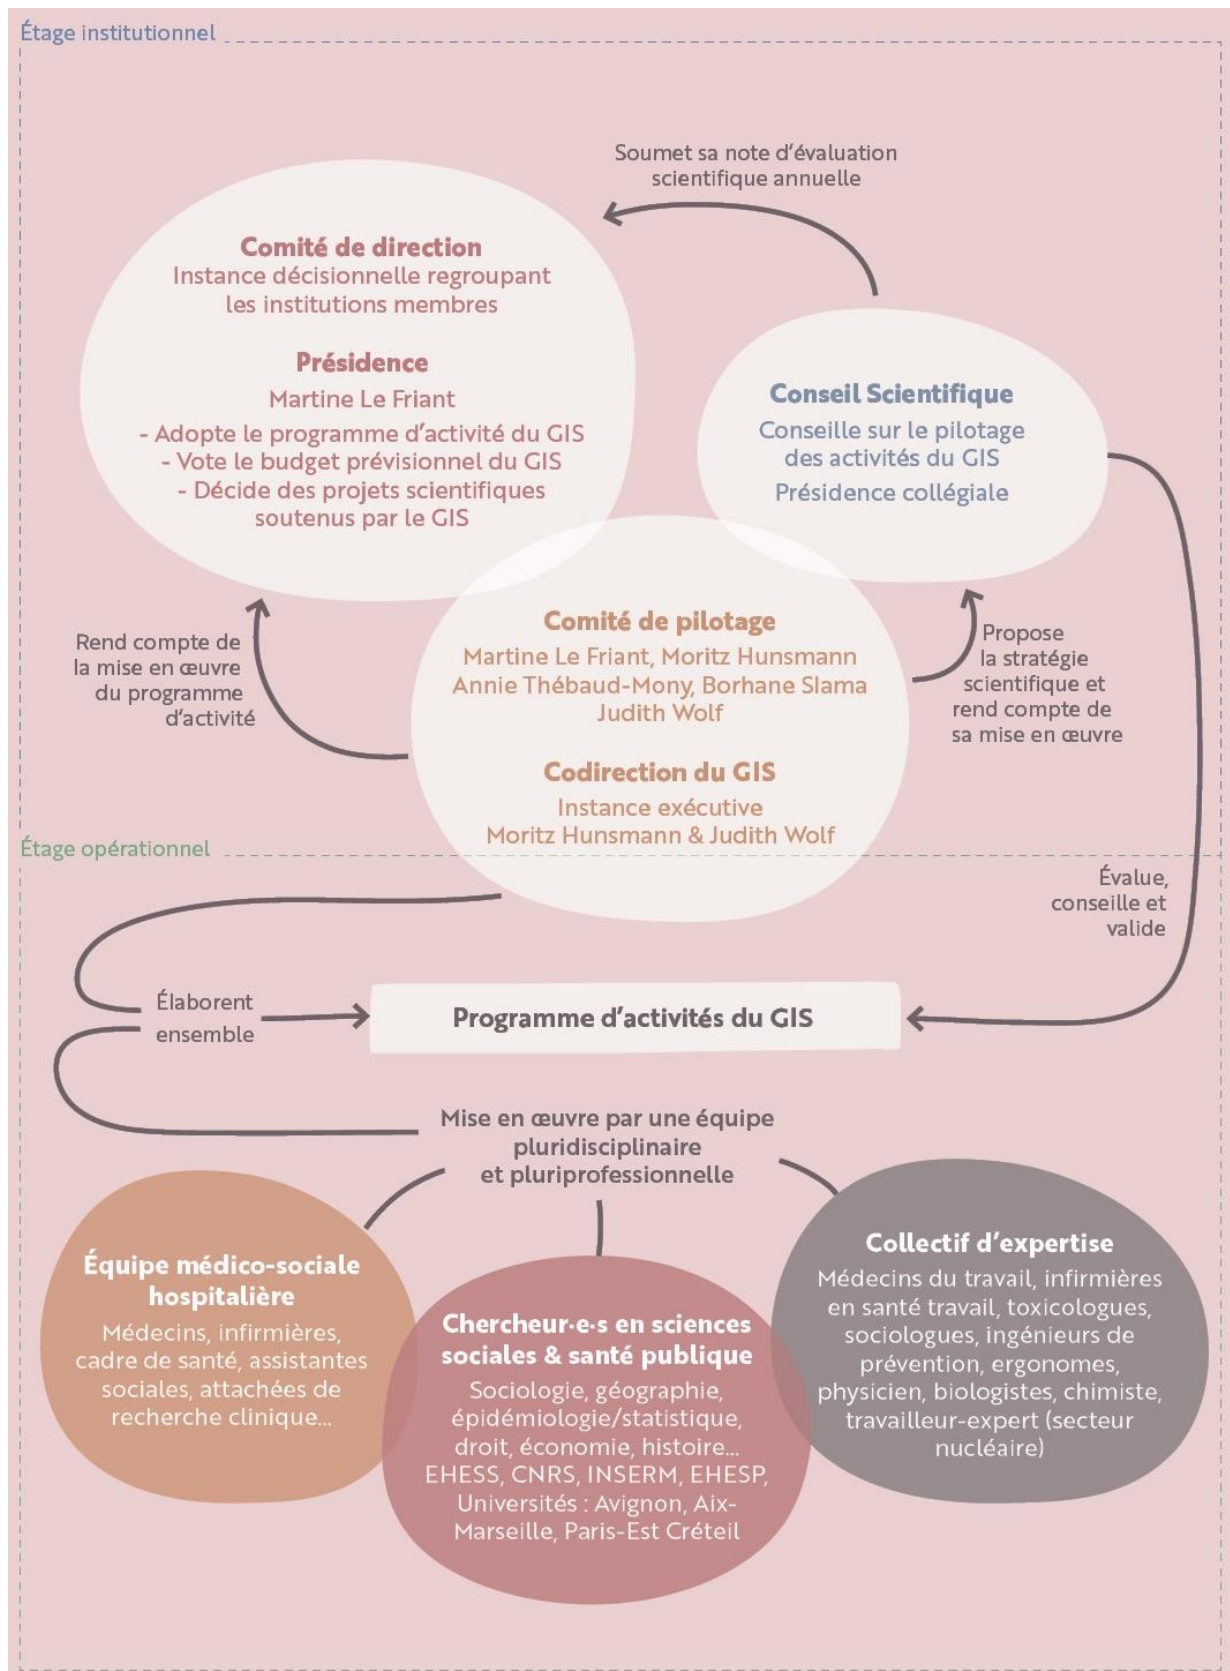 Étage institutionnel
Soumet sa note d’évaluation
scientifique annuelle
Comité de direction
Instance décisionnelle regroupant
les institutions membres
Présidence
Martine Le Friant
- Adopte le programme d’activité du GIS
- Vote le budget prévisionnel du GIS
- Décide des projets scientifiques
soutenus par le GIS
Conseil Scientifique
Conseille sur le pilotage
des activités du GIS
Présidence collégiale
Rend compte de
la mise en œuvre
du programme
d’activité
Comité de pilotage
Martine Le Friant, Moritz Hunsmann
Annie Thébaud-Mony, Borhane Slama
Judith Wolf
Codirection du GIS
Instance exécutive
Moritz Hunsmann & Judith Wolf
Propose
la stratégie
scientifique et
rend compte de
sa mise en œuvre
Étage opérationnel
Évalue,
conseille et
valide
Élaborent
ensemble
Programme d’activités du GIS
Mise en œuvre par une équipe
pluridisciplinaire
et pluriprofessionnelle
Équipe médico-sociale
hospitalière
Médecins, infirmières,
cadre de santé, assistantes
sociales, attachées de
recherche clinique...
Chercheur·e·s en sciences
sociales & santé publique
Sociologie, géographie,
épidémiologie/statistique,
droit, économie, histoire...
EHESS, CNRS, INSERM, EHESP,
Universités : Avignon, Aix-
Marseille, Paris-Est Créteil
Collectif d’expertise
Médecins du travail, infirmières
en santé travail, toxicologues,
sociologues, ingénieurs de
prévention, ergonomes,
physicien, biologistes, chimiste,
travailleur-expert (secteur
nucléaire)